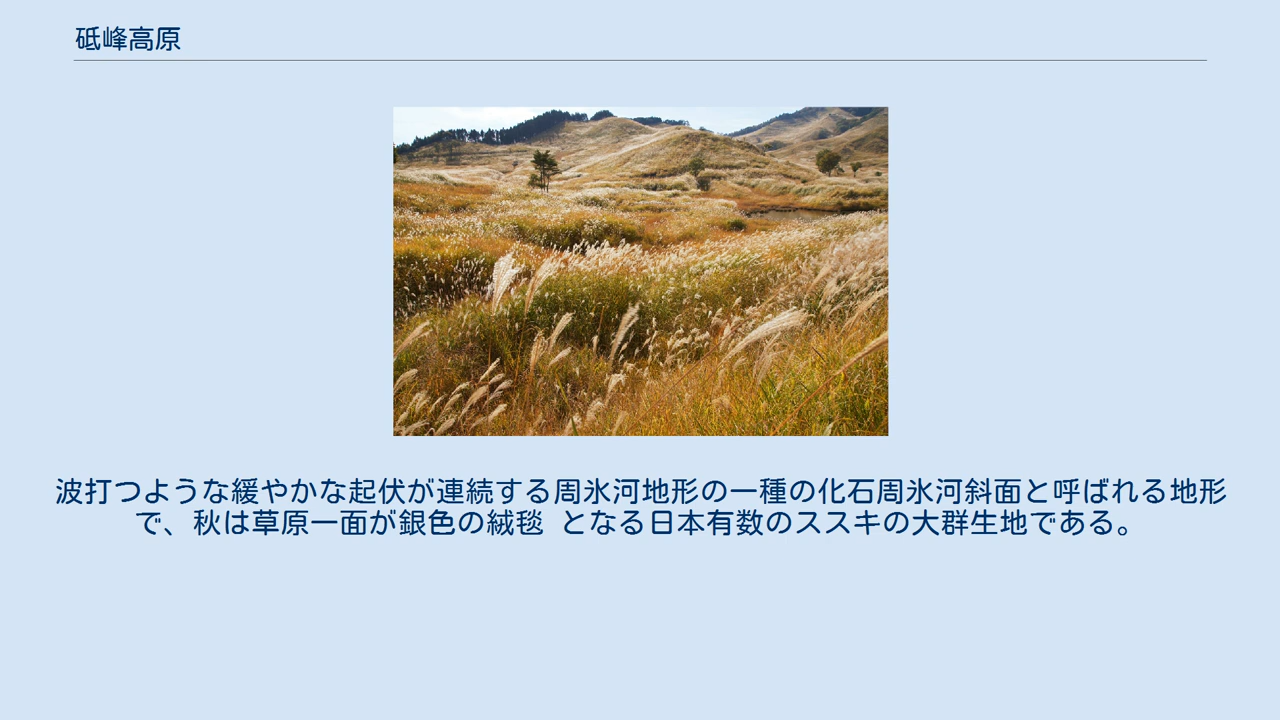 砥峰高原
波打つような緩やかな起伏が連続する周氷河地形の一種の化石周氷河斜面と呼ばれる地形
で、秋は草原一面が銀色の絨毯 となる日本有数のススキの大群生地である。